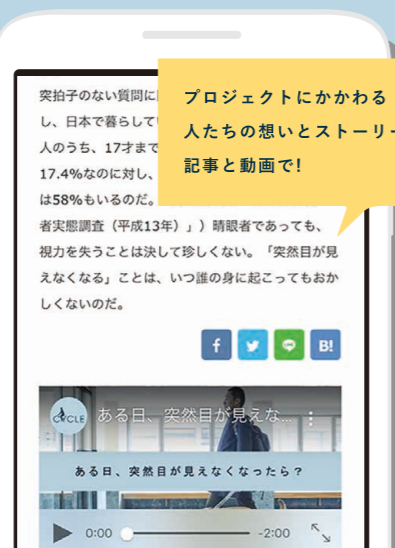 プロジェクトにかかわる
人たちの想いとストーリー
記事と動画で!
突拍子のない質問に
し、日本で暮らして
人のうち、17才まで
17.4%なのに対し、
は58%もいるのだ。
者実態調査（平成13年）」）晴眼者であっても、
視力を失うことは決して珍しくない。「突然目が見
えなくなる」ことは、いつ誰の身に起こってもおか
しくないのだ。
f
LINE
B!
CYCLE
ある日、突然目が見えな...
ある日、突然目が見えなくなったら？
0:00
-2:00